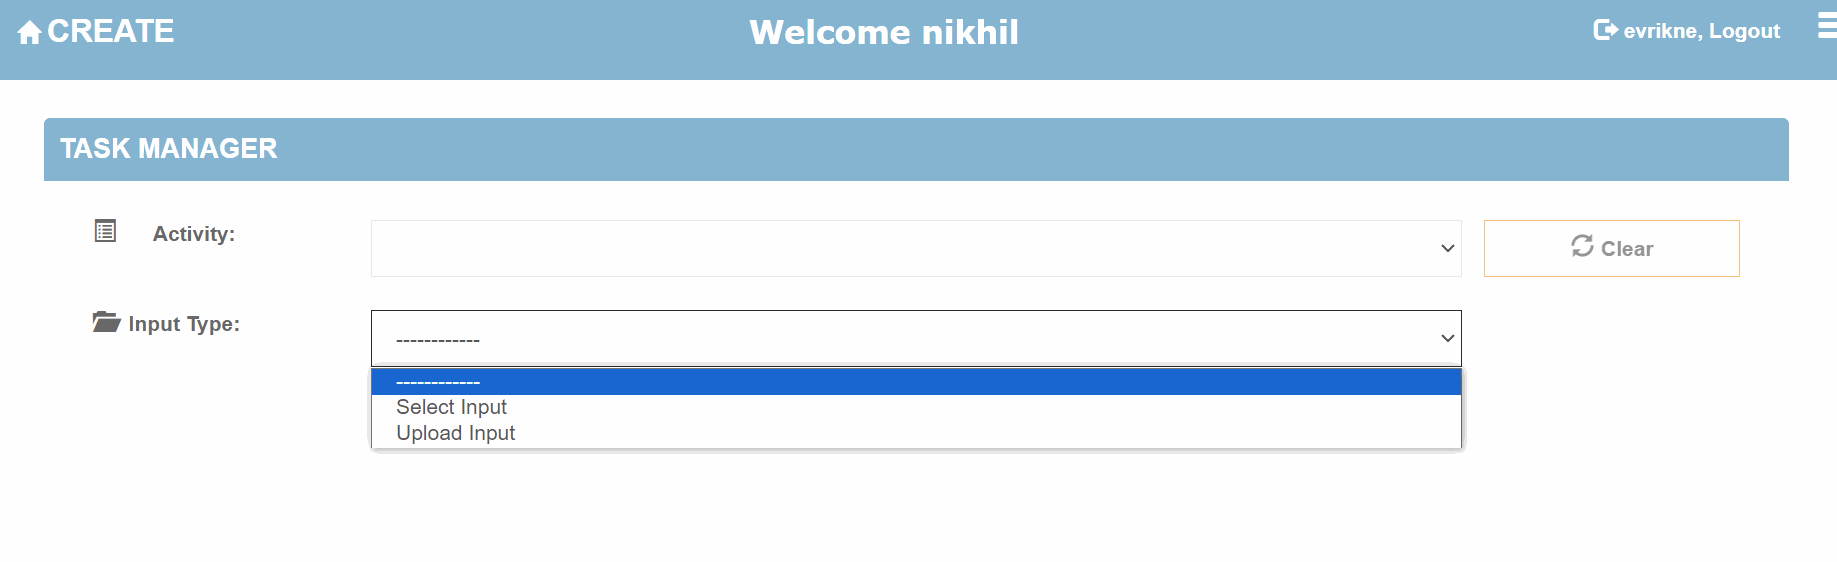 CREATE
Welcome nikhil
evrikne, Logout
TASK MANAGER
Activity:
Clear
Input Type:
------------
------------
Select Input
Upload Input